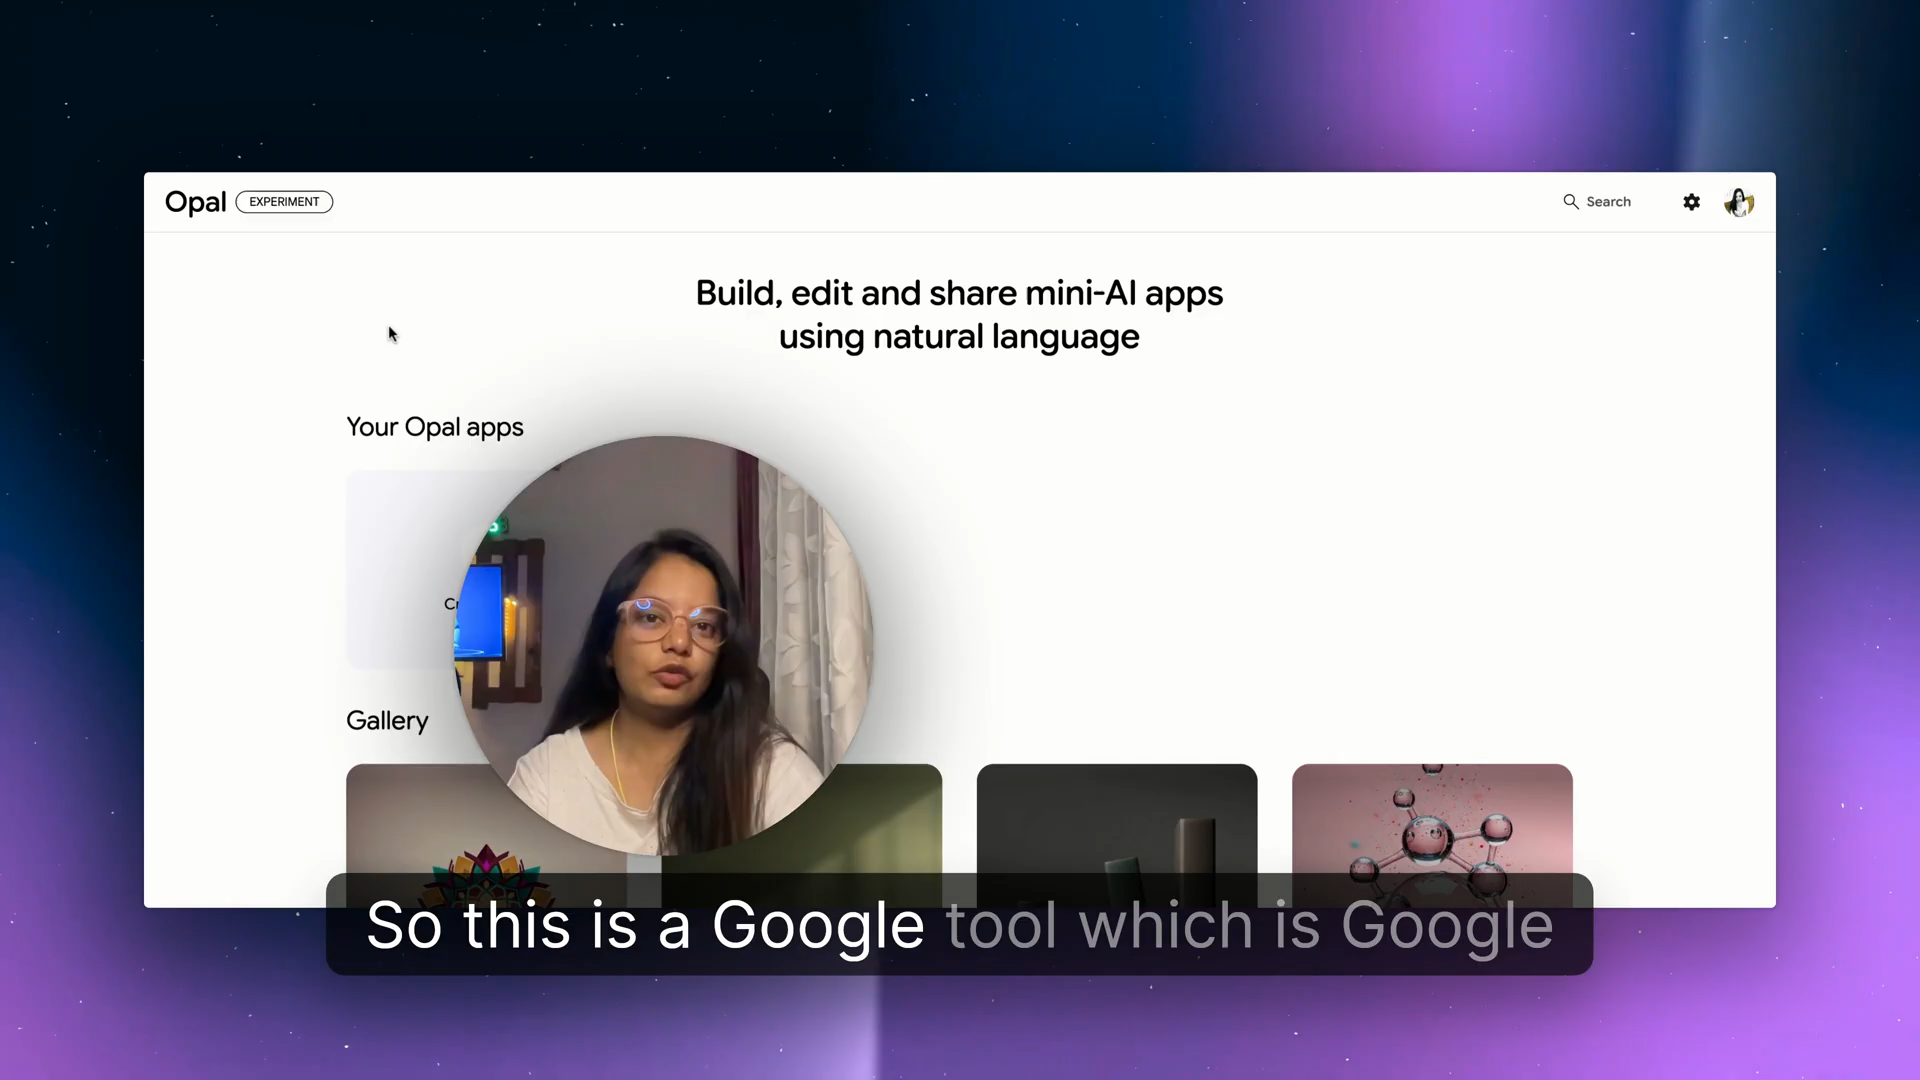 Opal EXPERIMENT Search
Build, edit and share mini-AI apps
using natural language
Your Opal apps
Gallery
So this is a Google tool which is Google